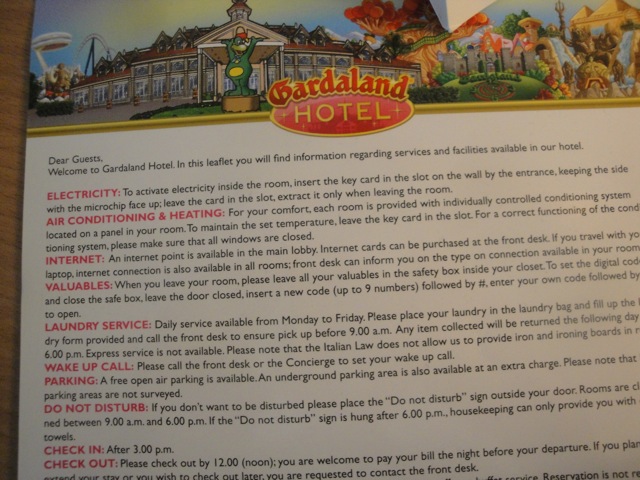 Gardaland
HOTEL
Dear Guests,
Welcome to Gardaland Hotel. In this leaflet you will find information regarding services and facilities available in our hotel.
ELECTRICITY: To activate electricity inside the room, insert the key card in the slot on the wall by the entrance, keeping the side
with the microchip face up; leave the card in the slot, extract it only when leaving the room.
AIR CONDITIONING & HEATING: For your comfort, each room is provided with individually controlled conditioning system
located on a panel in your room. To maintain the set temperature, leave the key card in the slot. For a correct functioning of the cond
tioning system, please make sure that all windows are closed.
INTERNET: An internet point is available in the main lobby. Internet cards can be purchased at the front desk. If you travel with yo
laptop, internet connection is also available in all rooms; front desk can inform you on the type on connection available in your room
VALUABLES: When you leave your room, please leave all your valuables in the safety box inside your closet. To set the digital code
and close the safe box, leave the door closed, insert a new code (up to 9 numbers) followed by #, enter your own code followed by
to open.
LAUNDRY SERVICE: Daily service available from Monday to Friday. Please place your laundry in the laundry bag and fill up the l
dry form provided and call the front desk to ensure pick up before 9.00 a.m. Any item collected will be returned the following day
6.00 p.m. Express service is not available. Please note that the Italian Law does not allow us to provide iron and ironing boards in r
WAKE UP CALL: Please call the front desk or the Concierge to set your wake up call.
PARKING: A free open air parking is available. An underground parking area is also available at an extra charge. Please note that
parking areas are not surveyed.
DO NOT DISTURB: If you don't want to be disturbed please place the "Do not disturb" sign outside your door. Rooms are cl
ned between 9.00 a.m. and 6.00 p.m. If the "Do not disturb" sign is hung after 6.00 p.m., housekeeping can only provide you with
towels.
CHECK IN: After 3.00 p.m.
CHECK OUT: Please check out by 12.00 (noon); you are welcome to pay your bill the night before your departure. If you plan
extend your stay or you wish to check out later, you are requested to contact the front desk.
service. Reservation is not re